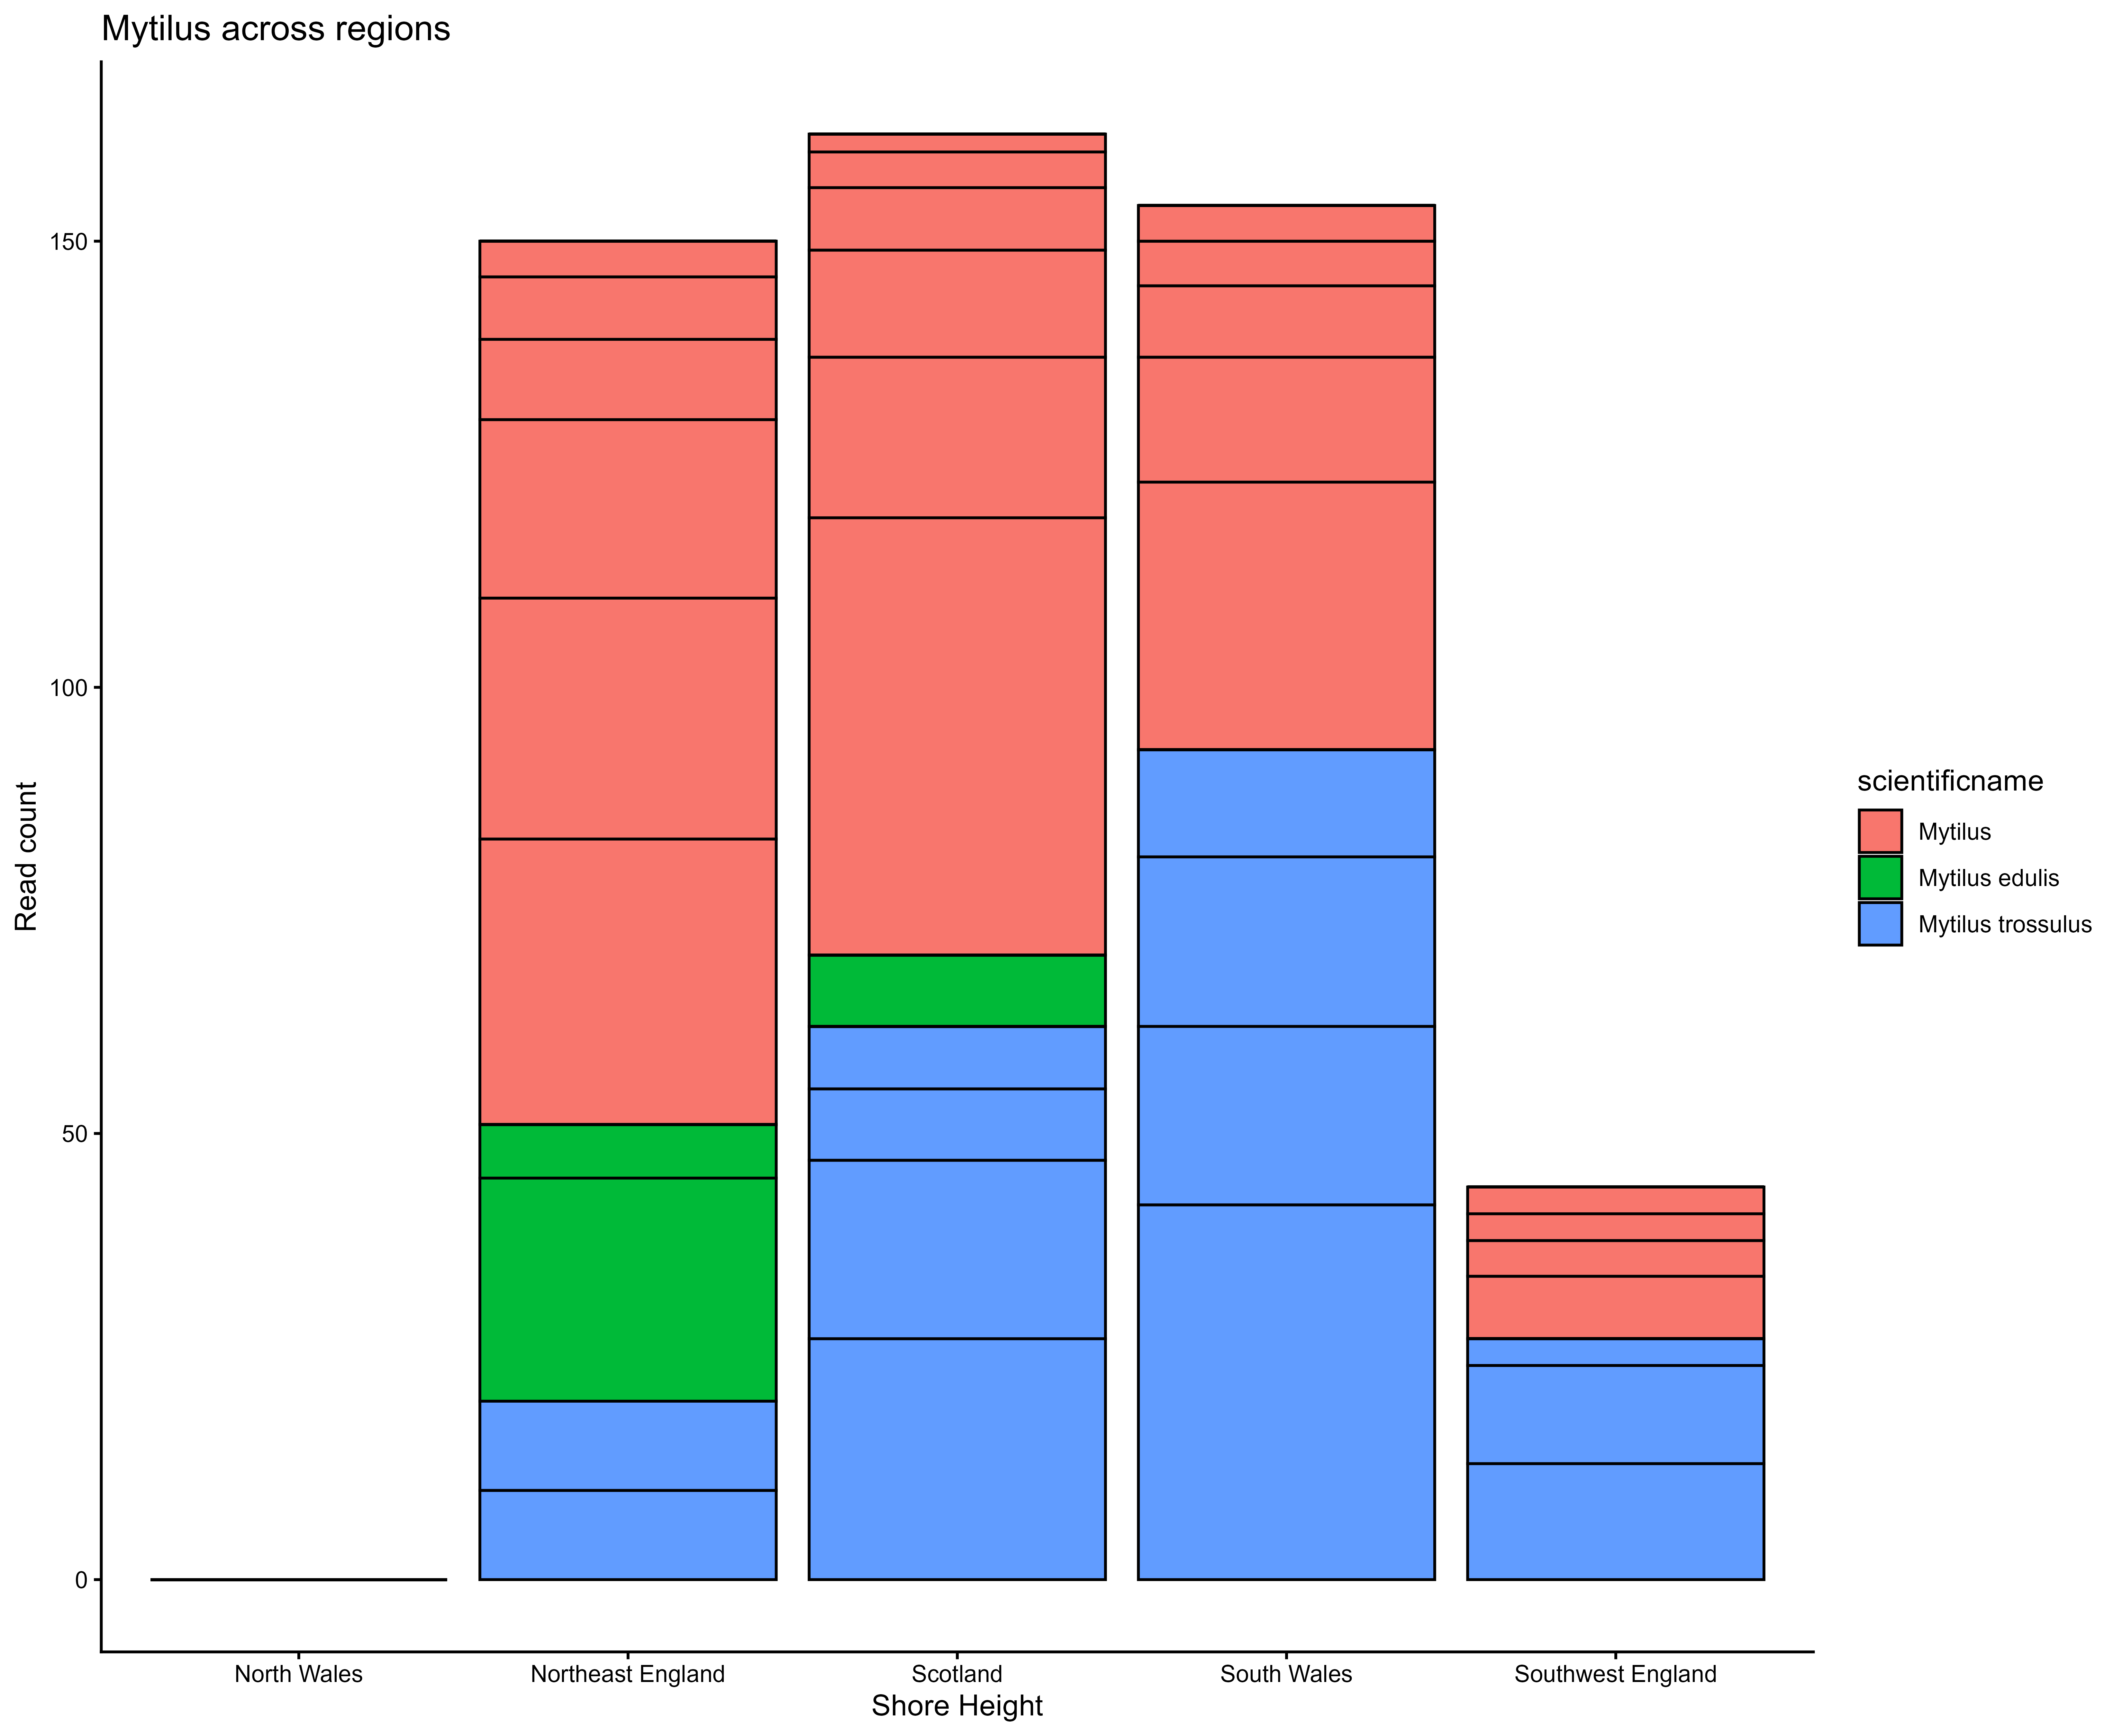 Mytilus across regions
150
100
50
0
Read count
North Wales
Northeast England
Scotland
South Wales
Southwest England
Shore Height
scientificname
Mytilus
Mytilus edulis
Mytilus trossulus